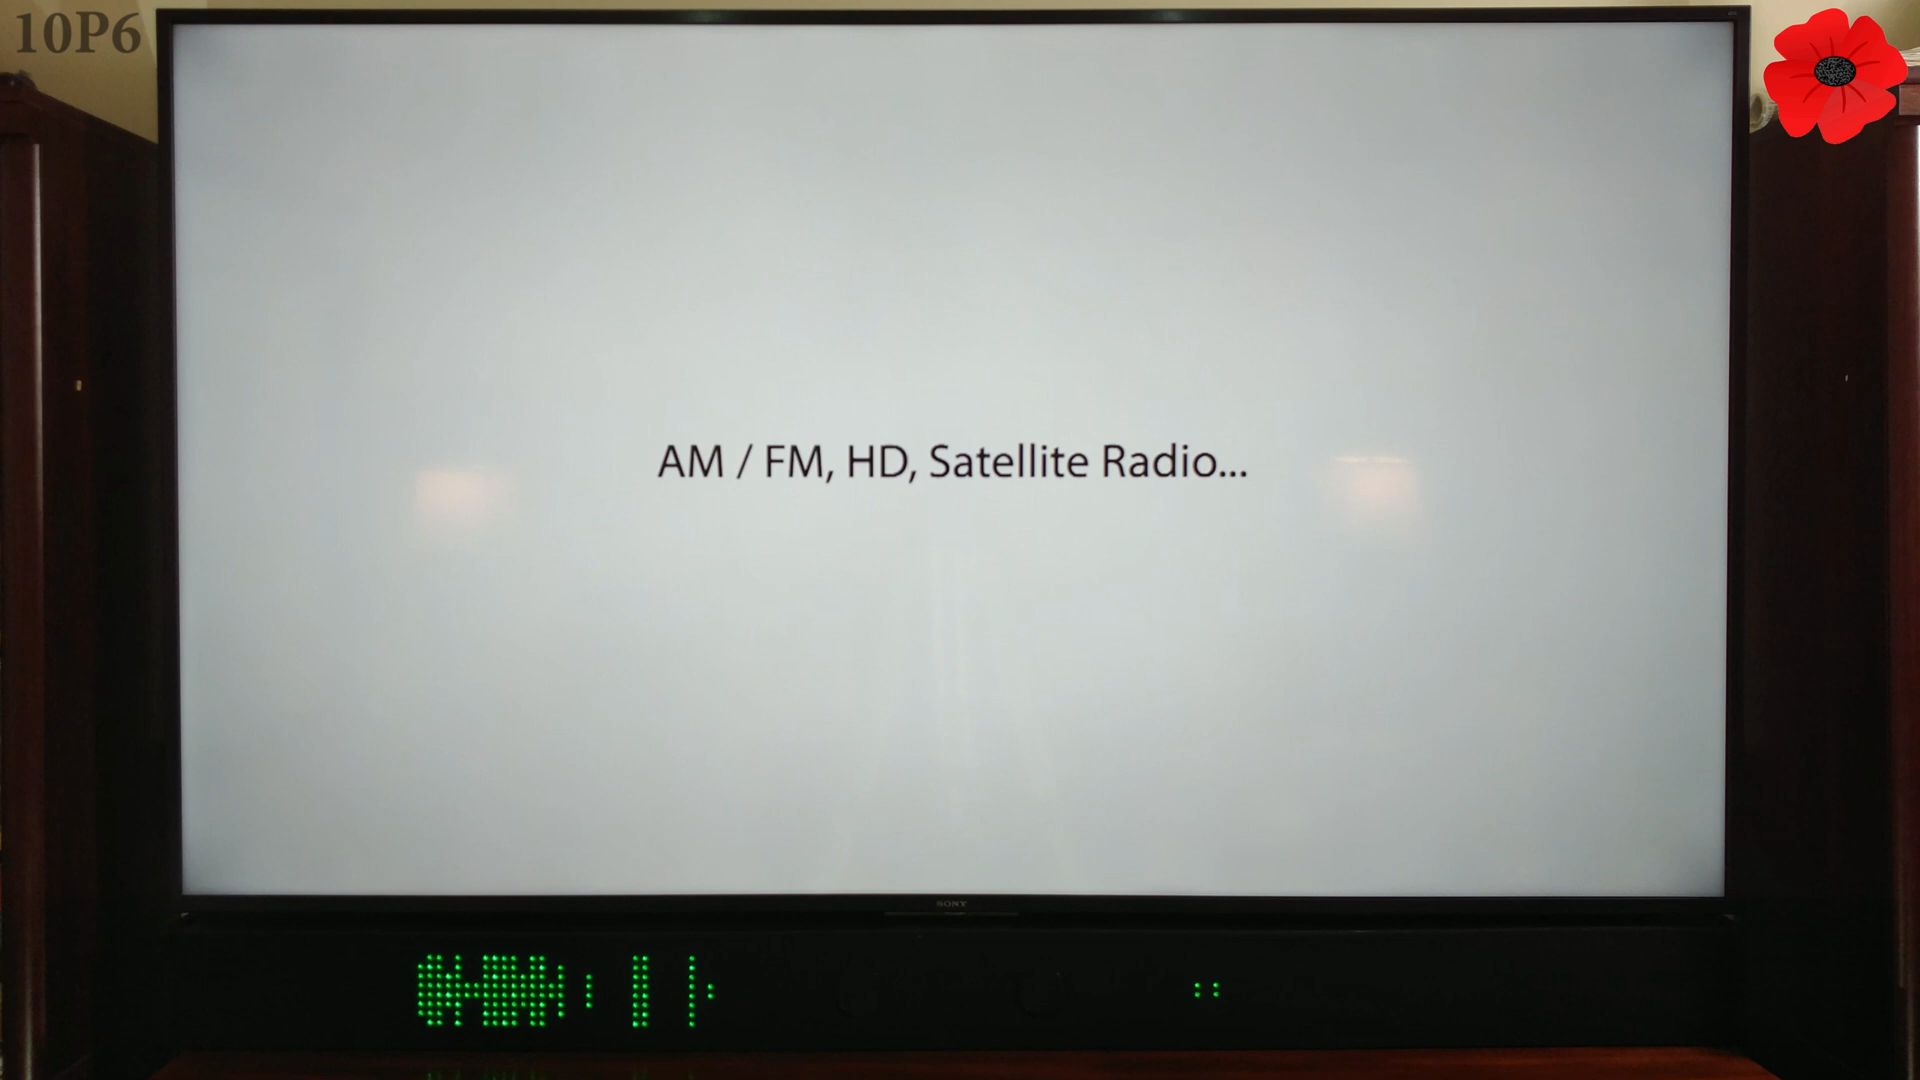 10P6
AM / FM, HD, Satellite Radio...
SONY